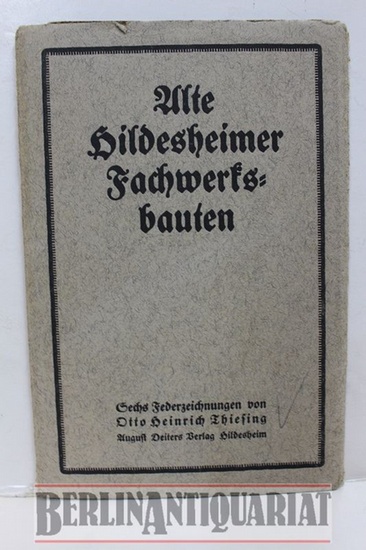 Alte
Hildesheimer
Fachwerks-
bauten
Sechs Federzeichnungen von
Otto Heinrich Thiesing
August Deiters Verlag Hildesheim
BERLINANTIQUARIAT